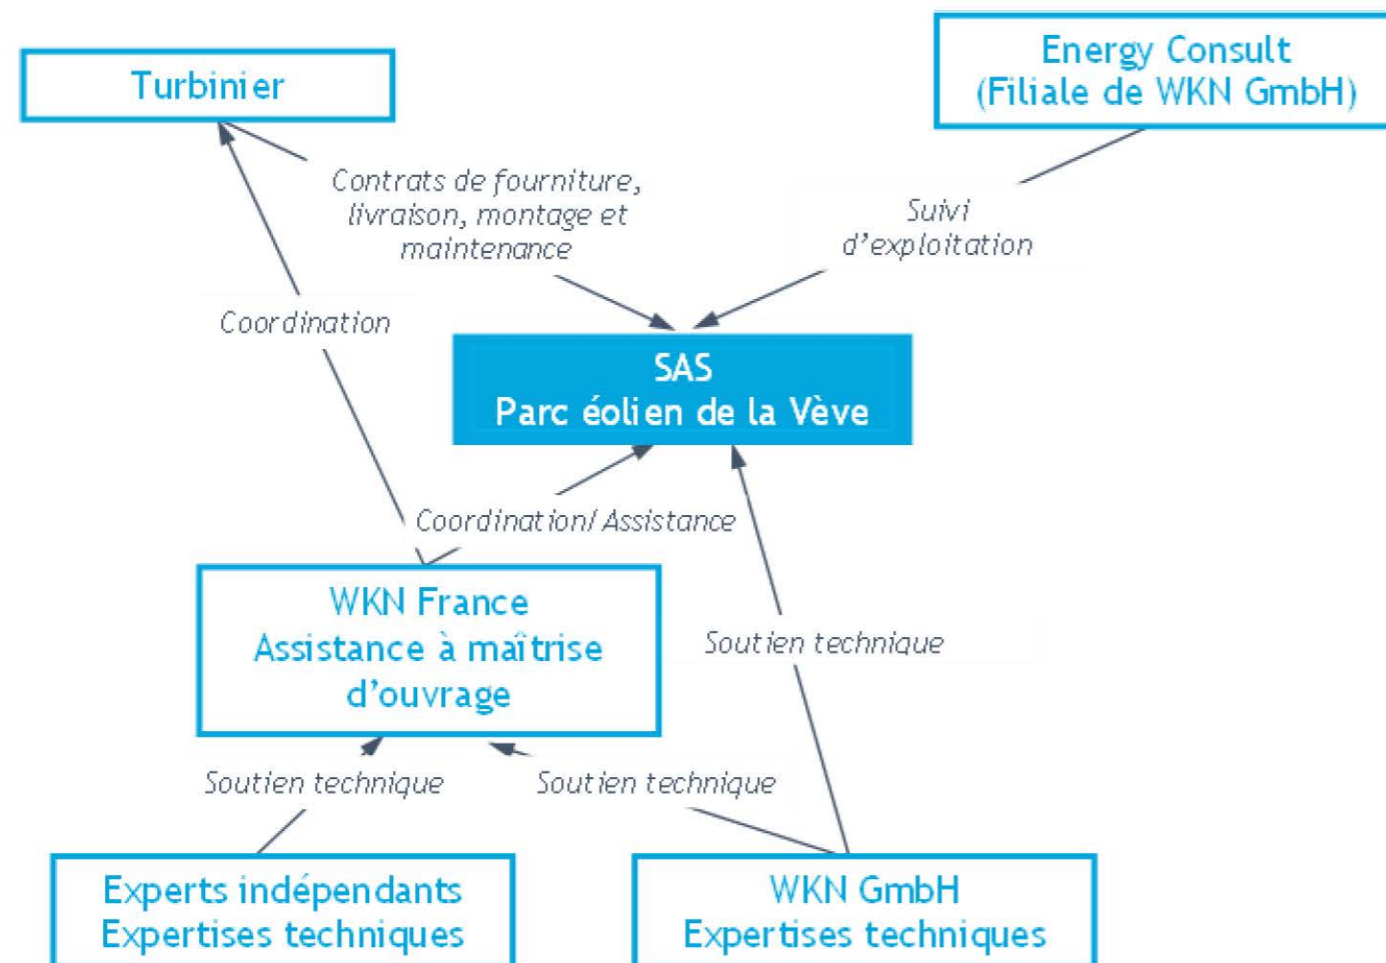 Turbinier
Energy Consult
(Filiale de WKN GmbH)
Contrats de fourniture,
livraison, montage et
maintenance
Suivi
d’exploitation
Coordination
SAS
Parc éolien de la Vève
Coordination/Assistance
WKN France
Assistance à maîtrise
d’ouvrage
Soutien technique
Soutien technique
Soutien technique
Experts indépendants
Expertises techniques
WKN GmbH
Expertises techniques